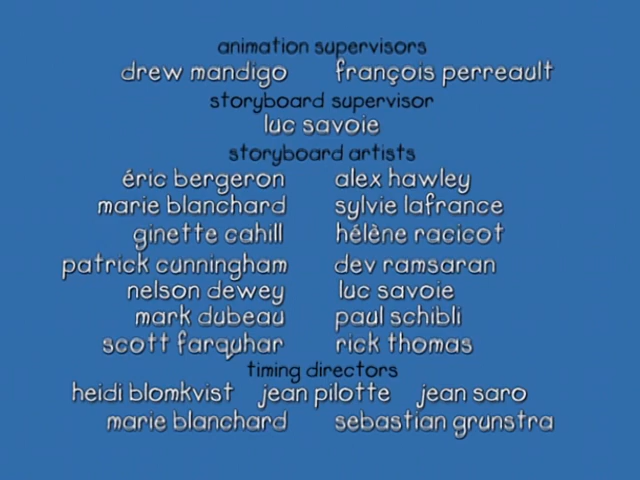 animation supervisors
drew mandigo françois perreault
storyboard supervisor
luc savoie
storyboard artists
éric bergeron alex hawley
marie blanchard sylvie lafrance
ginette cahill hélène racicot
patrick cunningham dev ramsaran
nelson dewey luc savoie
mark dubeau paul schibli
scott farquhar rick thomas
timing directors
heidi blomkvist jean pilotte jean saro
marie blanchard sebastian grunstra